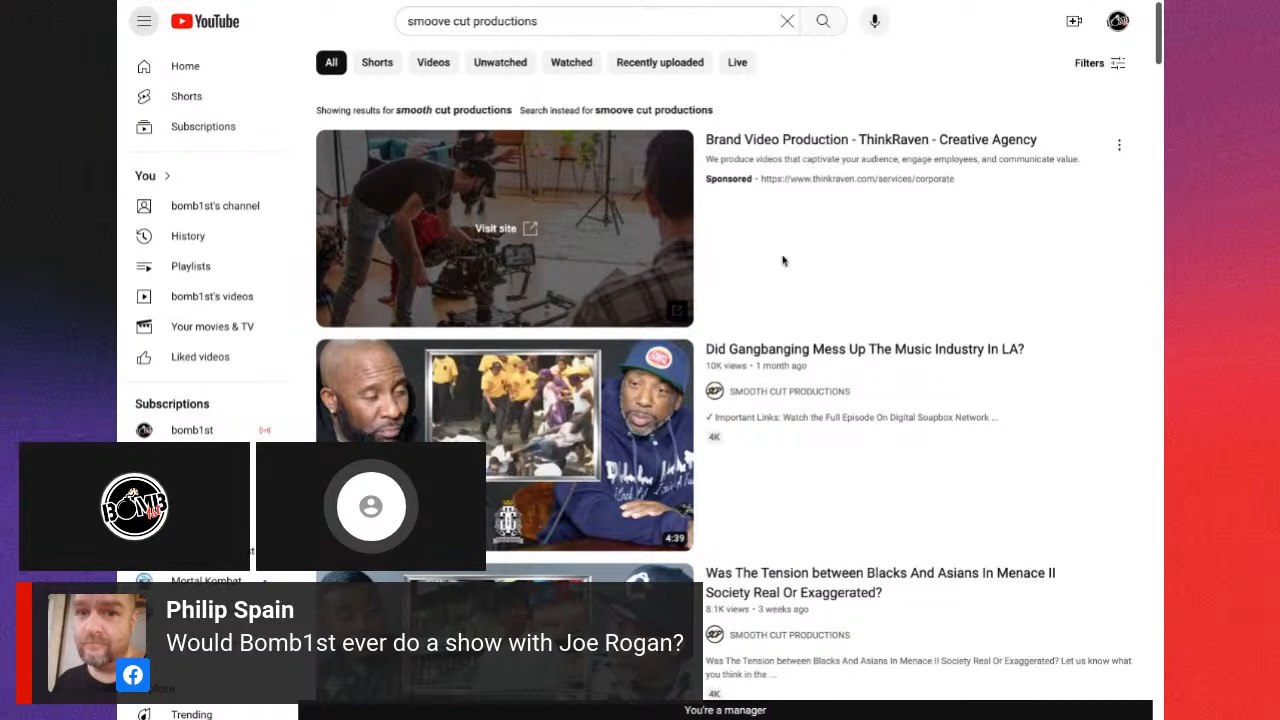 YouTube
smoove cut productions
All
Shorts
Videos
Unwatched
Watched
Recently uploaded
Live
Filters
Home
Shorts
Subscriptions
You
bomb1st's channel
History
Playlists
bomb1st's videos
Your movies & TV
Liked videos
Subscriptions
bomb1st
Mortal Kombat
Trending
Showing results for smooth cut productions Search instead for smoove cut productions
Visit site
Brand Video Production - ThinkRaven - Creative Agency
We produce videos that captivate your audience, engage employees, and communicate value.
Sponsored · https://www.thinkraven.com/services/corporate
4:39
Did Gangbanging Mess Up The Music Industry In LA?
10K views • 1 month ago
SMOOTH CUT PRODUCTIONS
✓ Important Links: Watch the Full Episode On Digital Soapbox Network ...
4K
Was The Tension between Blacks And Asians In Menace II
Society Real Or Exaggerated?
8.1K views • 3 weeks ago
SMOOTH CUT PRODUCTIONS
Was The Tension between Blacks And Asians In Menace II Society Real Or Exaggerated? Let us know what
you think in the ...
4K
BOMB
1st
Philip Spain
Would Bomb1st ever do a show with Joe Rogan?
You're a manager